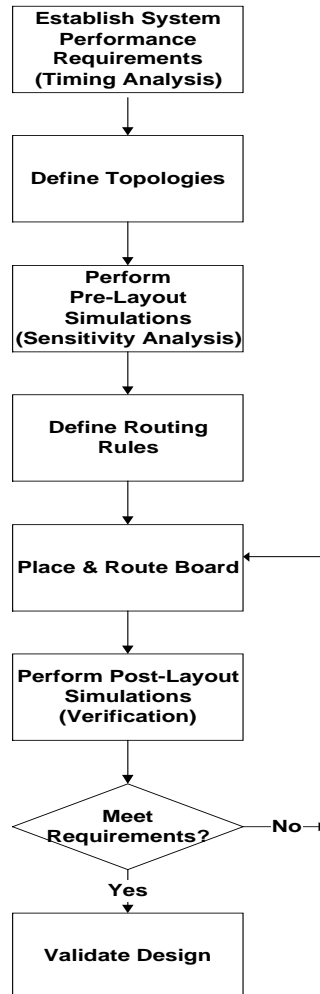 Establish System
Performance
Requirements
(Timing Analysis)
Define Topologies
Perform
Pre-Layout
Simulations
(Sensitivity Analysis)
Define Routing
Rules
Place & Route Board
Perform Post-Layout
Simulations
(Verification)
Meet
Requirements?
No
Yes
Validate Design